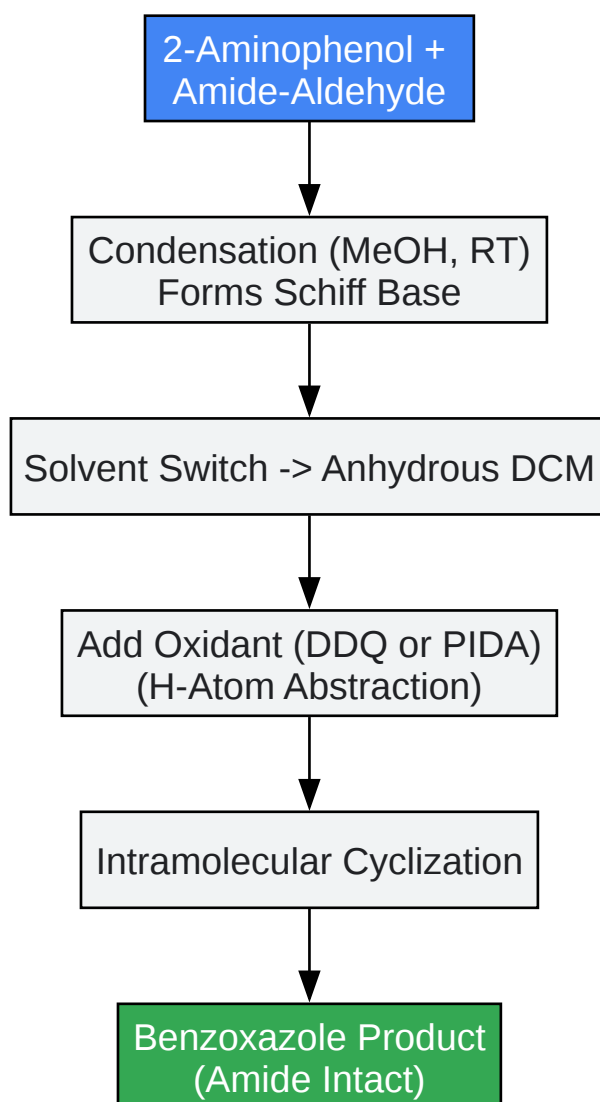 2-Aminophenol +
Amide-Aldehyde
Condensation (MeOH, RT)
Forms Schiff Base
Solvent Switch -> Anhydrous DCM
Add Oxidant (DDQ or PIDA)
(H-Atom Abstraction)
Intramolecular Cyclization
Benzoxazole Product
(Amide Intact)